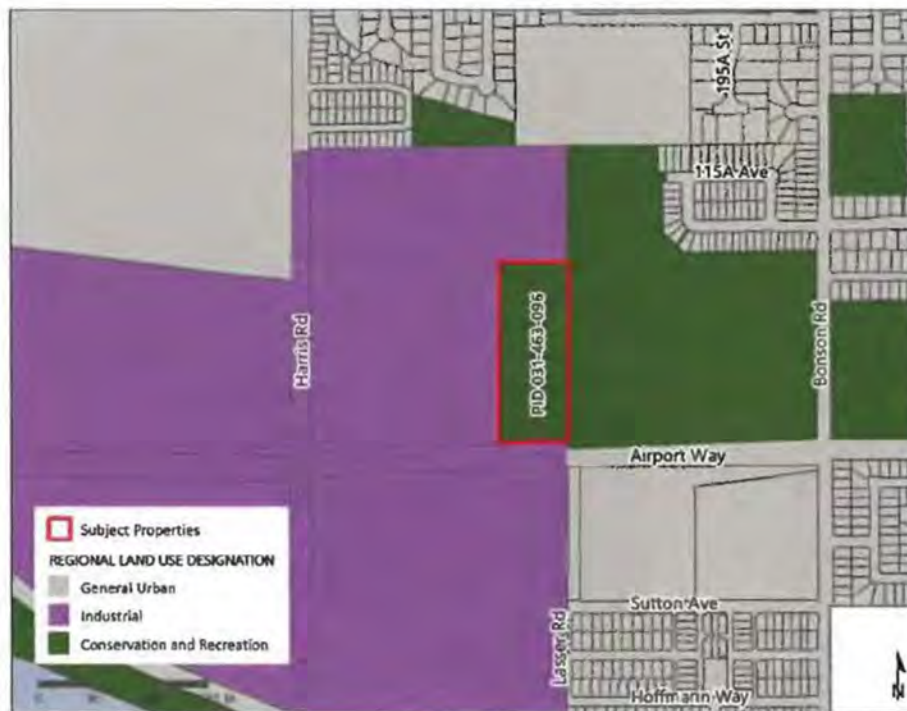 195A St
115A Ave
Harris Rd
PID 031-463-096
Bonson Rd
Airport Way
Subject Properties
REGIONAL LAND USE DESIGNATION
General Urban
Industrial
Conservation and Recreation
Sutton Ave
Lasser Rd
Hoffmann Way
N